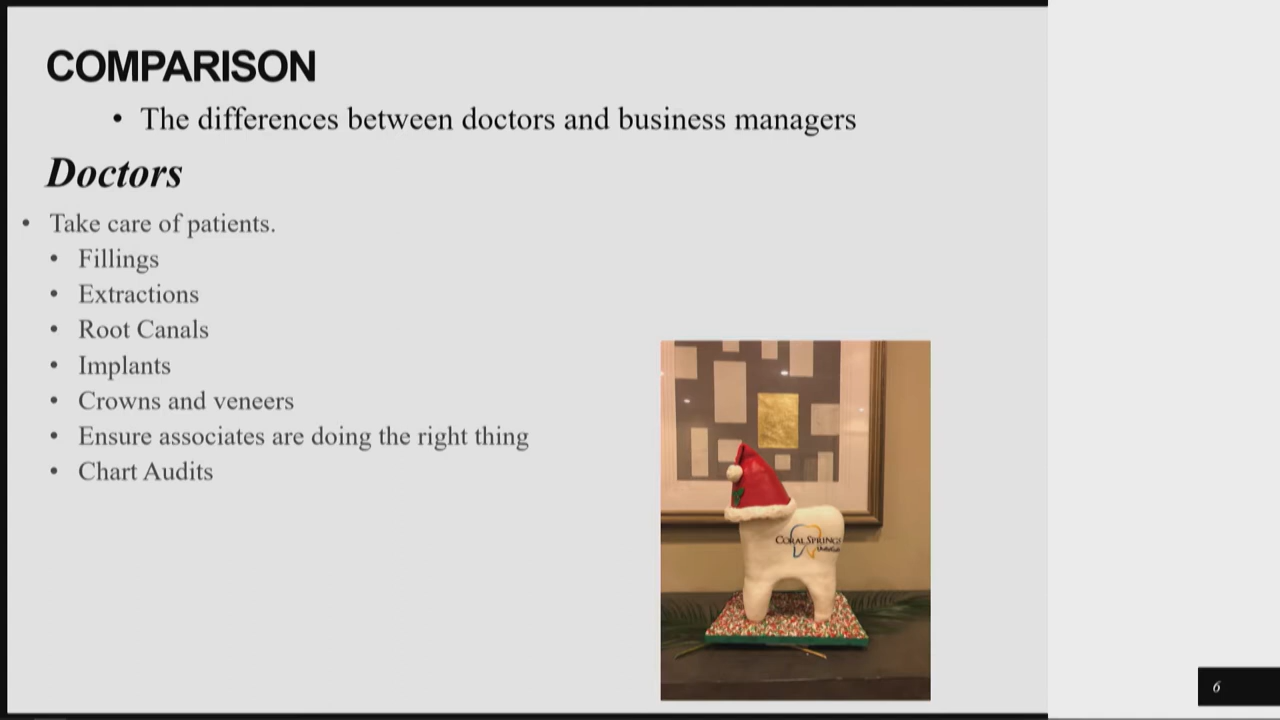 COMPARISON
• The differences between doctors and business managers
Doctors
• Take care of patients.
• Fillings
• Extractions
• Root Canals
• Implants
• Crowns and veneers
• Ensure associates are doing the right thing
• Chart Audits
CORAL SPRINGS
6